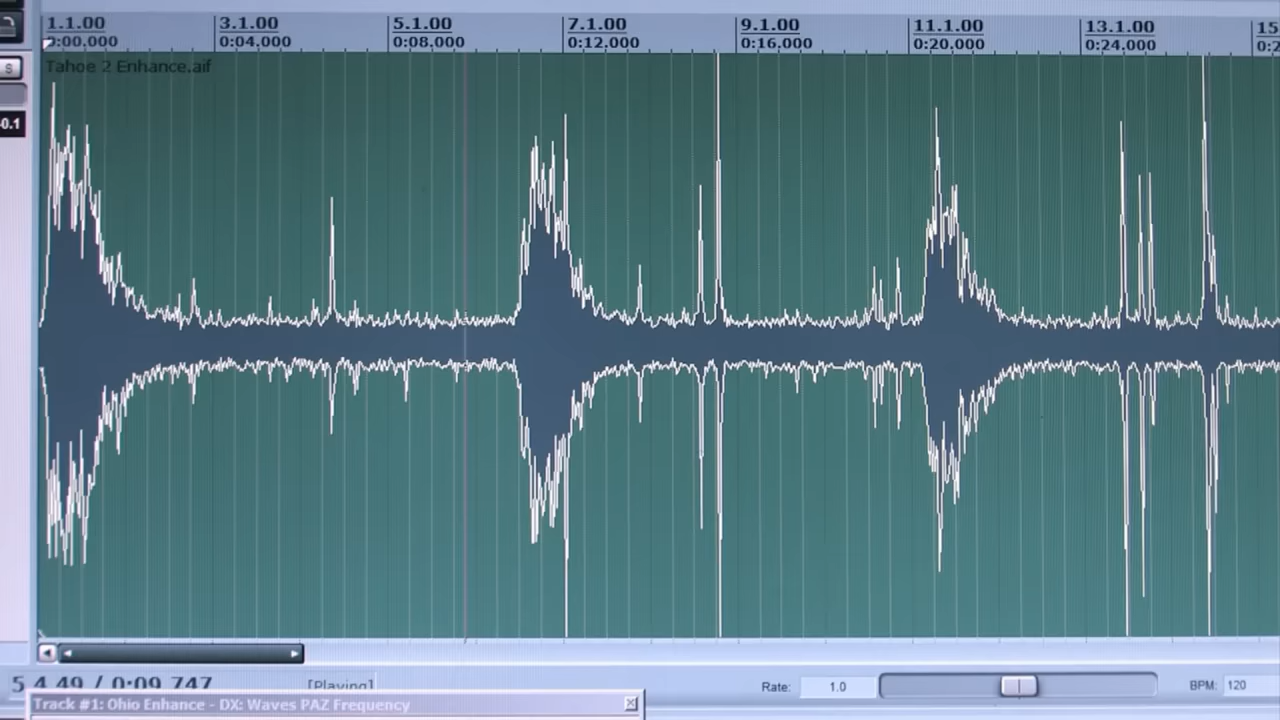 1.1.00 3.1.00 5.1.00 7.1.00 9.1.00 11.1.00 13.1.00 15
0:00.000 0:04.000 0:08.000 0:12.000 0:16.000 0:20.000 0:24.000 0:2
S
Tahoe 2 Enhance.aif
-0.1
5.4.49 / 0:09.747 [Playing] Rate: 1.0 BPM: 120
Track #1: Ohio Enhance - DX: Waves PAZ Frequency